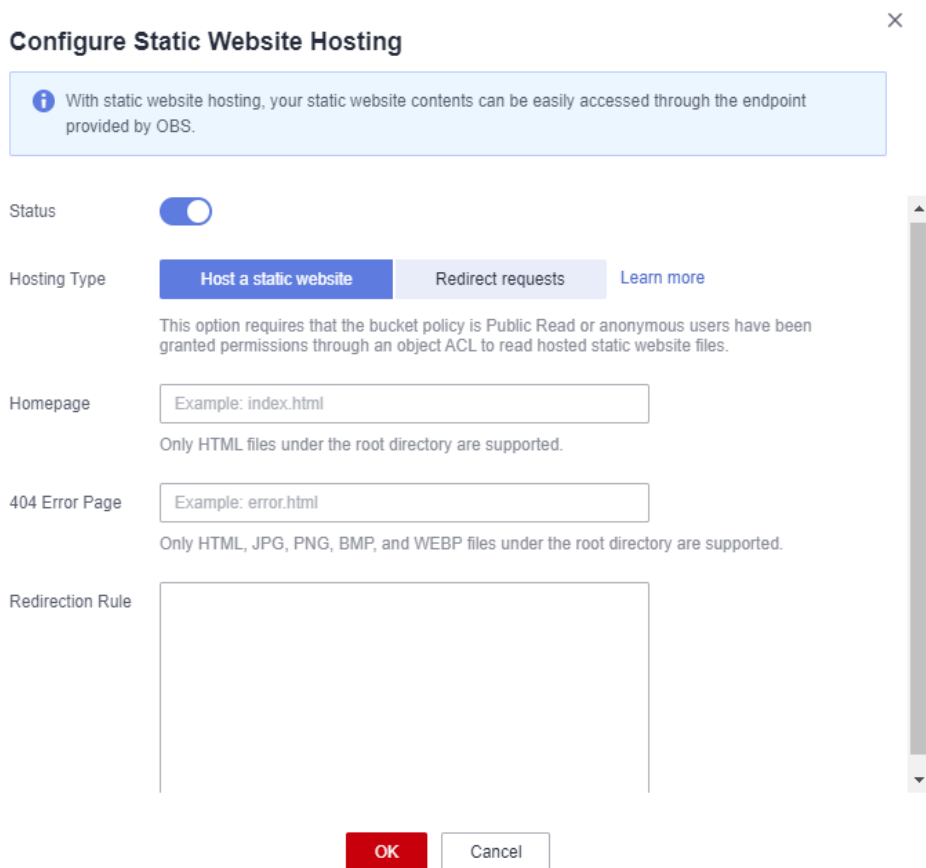 Configure Static Website Hosting
With static website hosting, your static website contents can be easily accessed through the endpoint
provided by OBS.
Status
Hosting Type
Host a static website
Redirect requests
Learn more
This option requires that the bucket policy is Public Read or anonymous users have been
granted permissions through an object ACL to read hosted static website files.
Homepage
Example: index.html
Only HTML files under the root directory are supported.
404 Error Page
Example: error.html
Only HTML, JPG, PNG, BMP, and WEBP files under the root directory are supported.
Redirection Rule
OK
Cancel